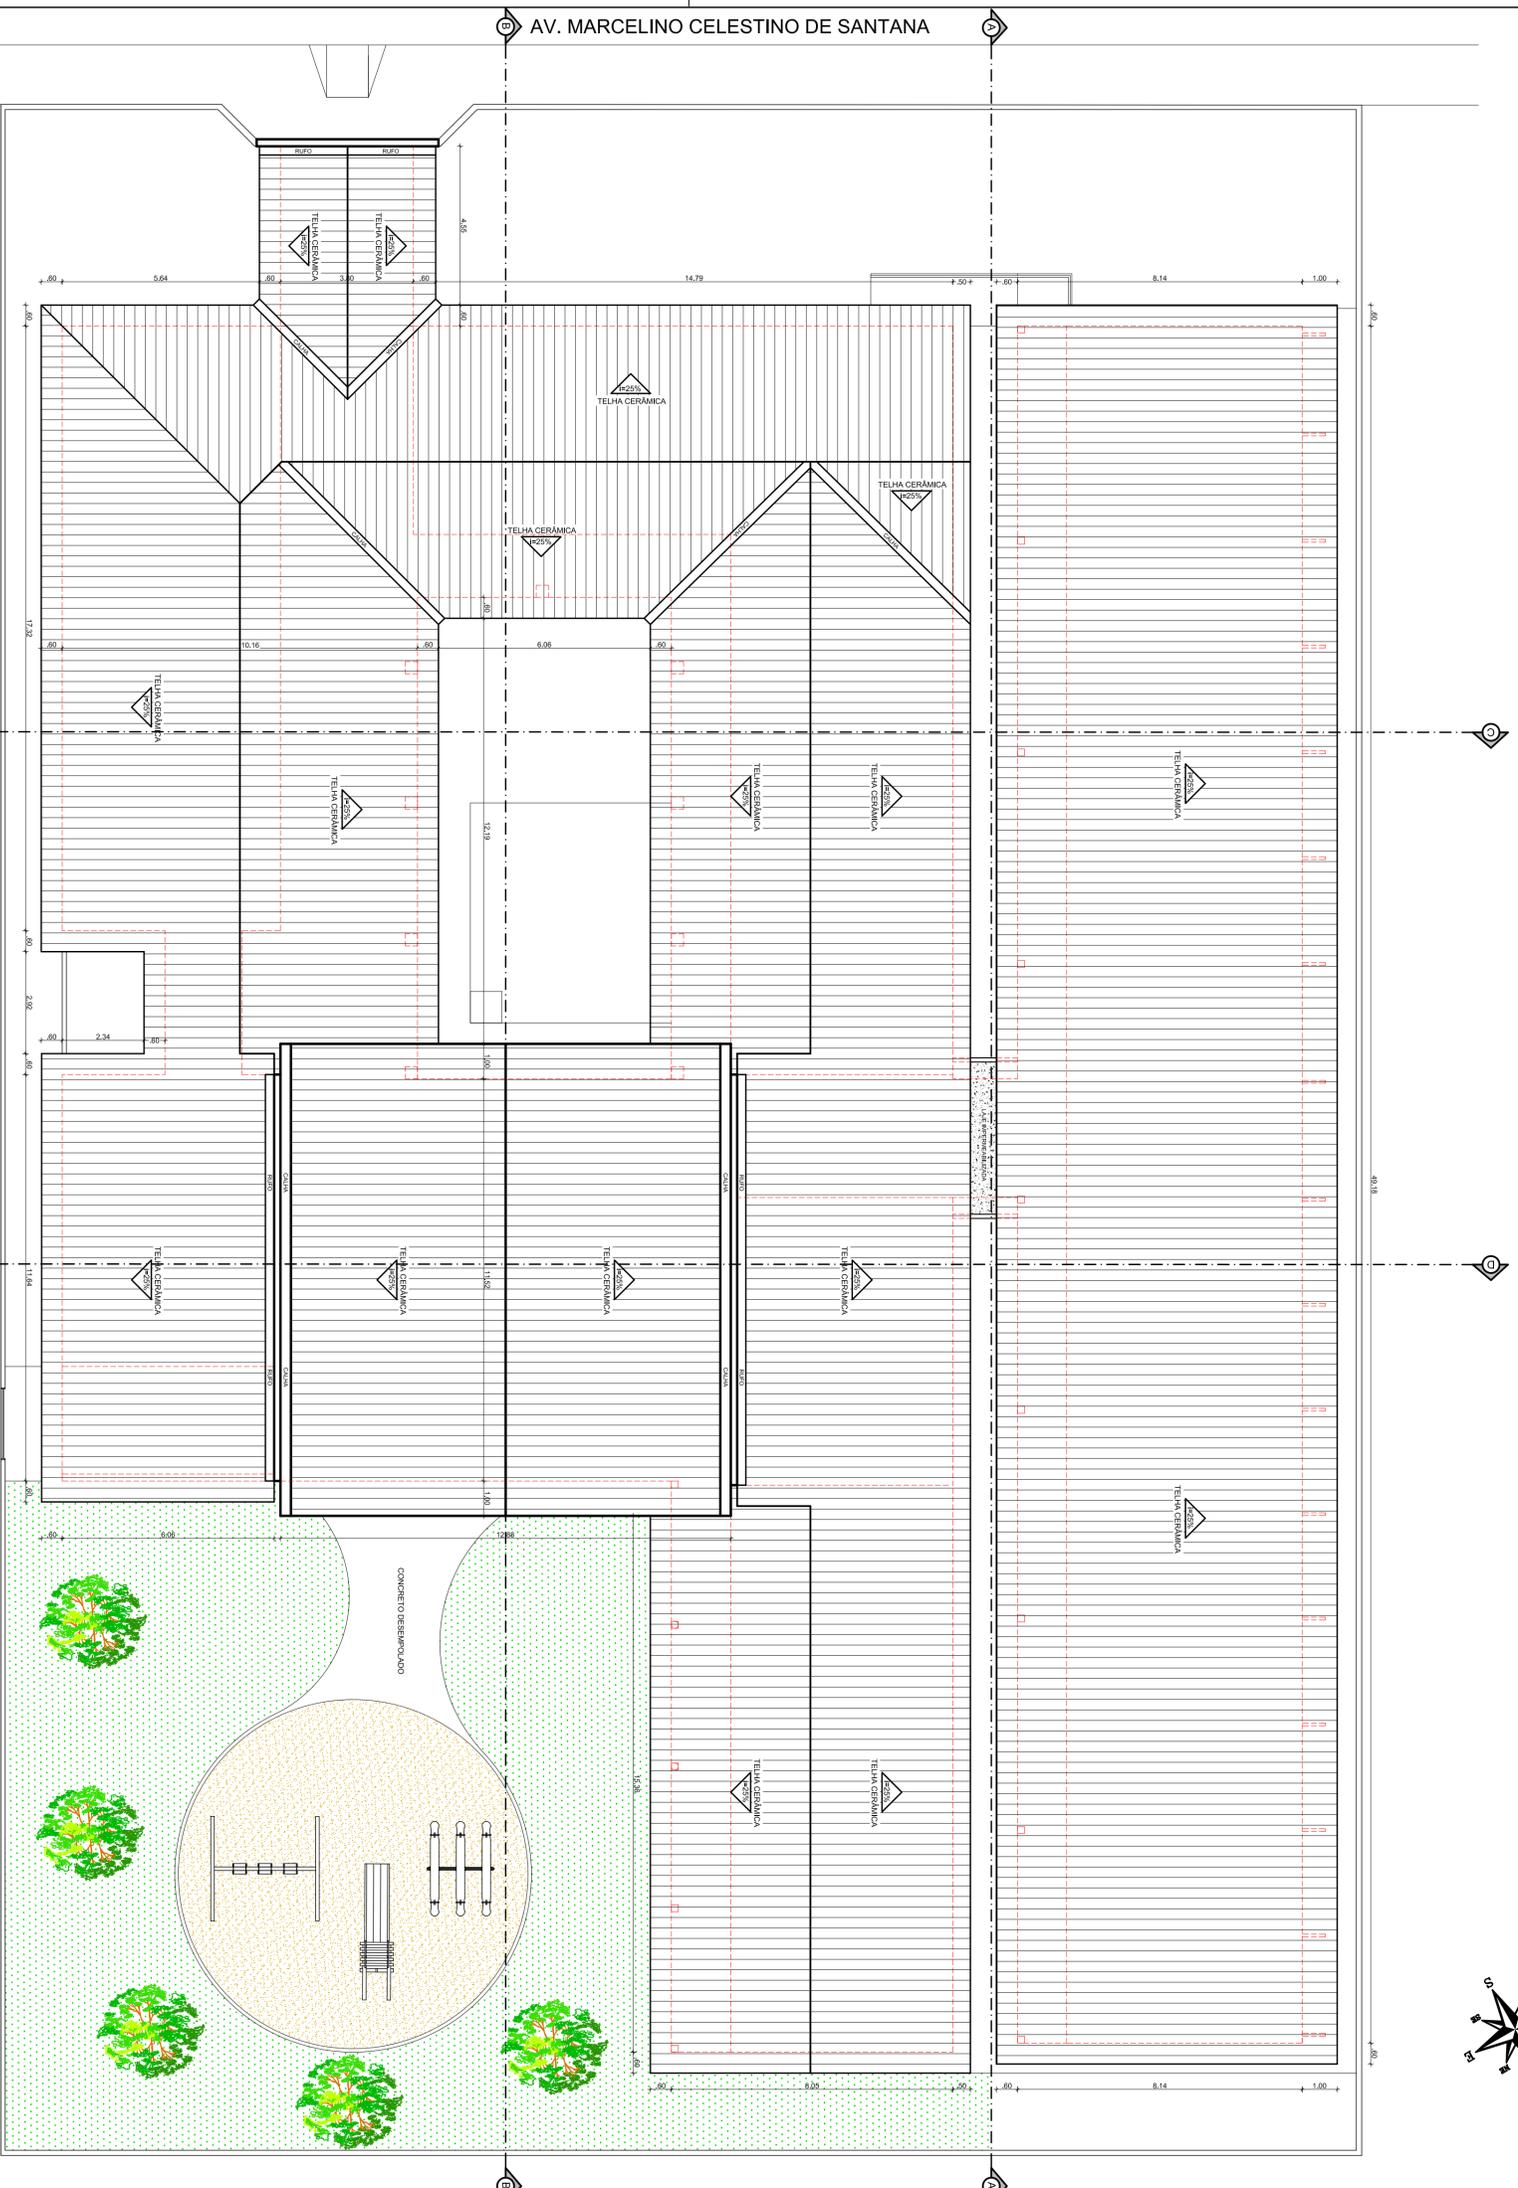 AV. MARCELINO CELESTINO DE SANTANA
B
A
RUFO
RUFO
4,55
TELHA CERÂMICA
i=25%
TELHA CERÂMICA
i=25%
.60
5.64
.60
.60
14,79
.50
.60
8,14
1.00
.60
.60
.60
CALHA
CALHA
i=25%
TELHA CERÂMICA
TELHA CERÂMICA
i=25%
TELHA CERÂMICA
i=25%
CALHA
CALHA
CALHA
.60
17,32
.60
10,16
.60
6.06
.60
TELHA CERÂMICA
i=25%
C
TELHA CERÂMICA
i=25%
TELHA CERÂMICA
i=25%
TELHA CERÂMICA
i=25%
TELHA CERÂMICA
i=25%
12,19
.60
2,92
.60
2,34
.60
.60
1,00
LAJE IMPERMEABILIZADA
RUFO
CALHA
CALHA
RUFO
49,18
TELHA CERÂMICA
i=25%
TELHA CERÂMICA
i=25%
TELHA CERÂMICA
i=25%
TELHA CERÂMICA
i=25%
D
11,64
11,52
RUFO
CALHA
CALHA
RUFO
.60
1,00
TELHA CERÂMICA
i=25%
.60
6.06
CONCRETO DESEMPOLADO
15,38
TELHA CERÂMICA
i=25%
TELHA CERÂMICA
i=25%
S
SE
E
NE
.60
.60
.60
8,05
.50
.60
8,14
1.00
B
A